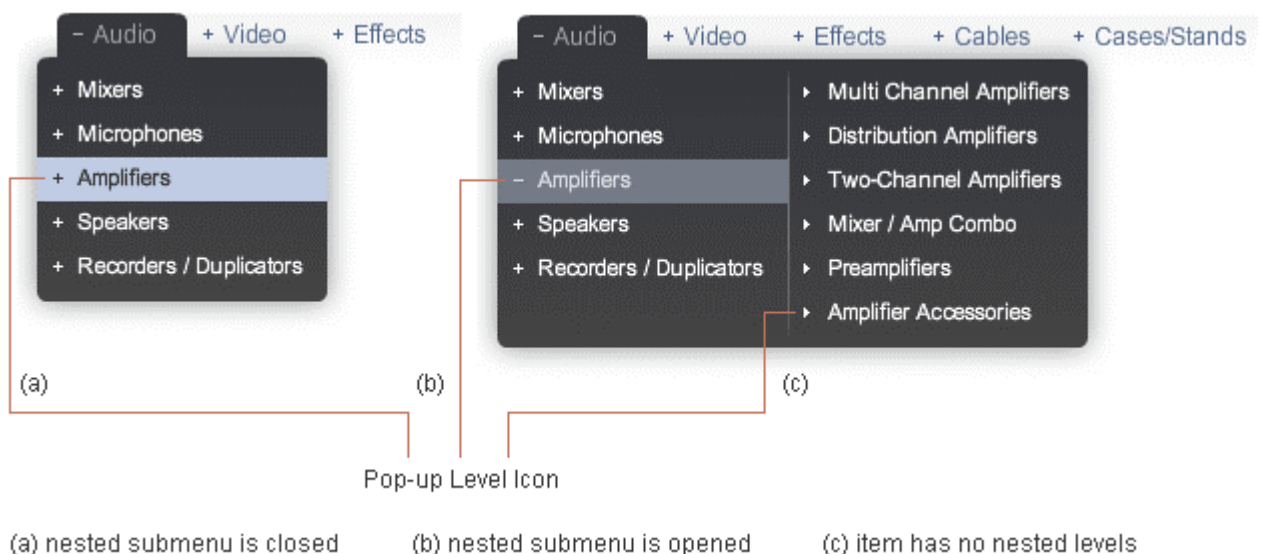 − Audio + Video + Effects
+ Mixers
+ Microphones
+ Amplifiers
+ Speakers
+ Recorders / Duplicators
(a)
− Audio + Video + Effects + Cables + Cases/Stands
+ Mixers
+ Microphones
− Amplifiers
+ Speakers
+ Recorders / Duplicators
Multi Channel Amplifiers
Distribution Amplifiers
Two-Channel Amplifiers
Mixer / Amp Combo
Preamplifiers
Amplifier Accessories
(b)
(c)
Pop-up Level Icon
(a) nested submenu is closed
(b) nested submenu is opened
(c) item has no nested levels